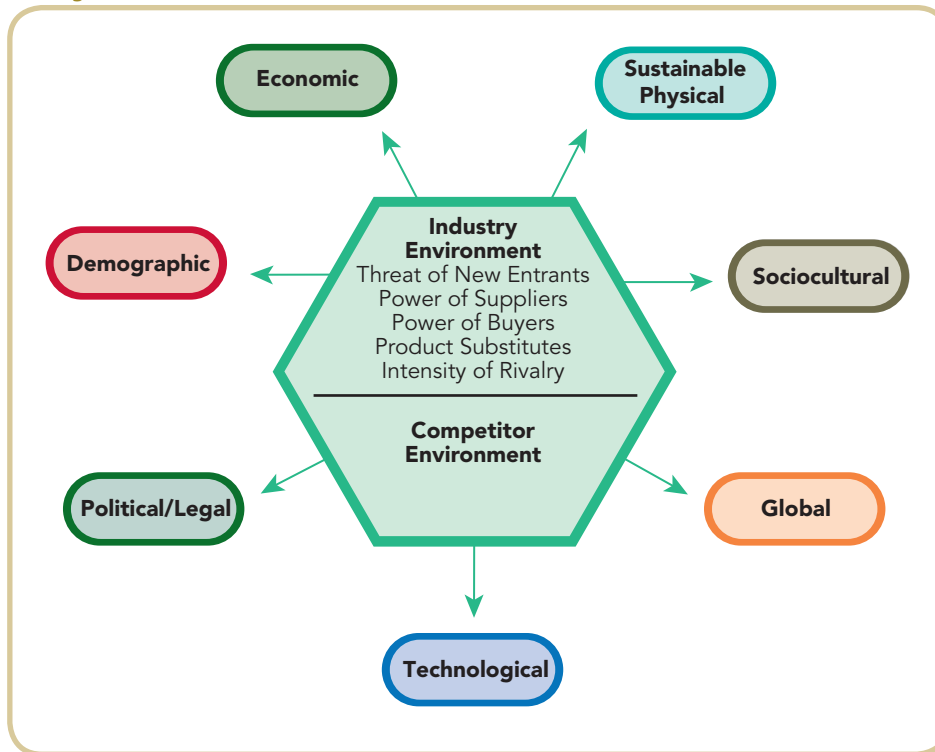 Economic
Sustainable
Physical
Demographic
Industry
Environment
Threat of New Entrants
Power of Suppliers
Power of Buyers
Product Substitutes
Intensity of Rivalry
Sociocultural
Competitor
Environment
Political/Legal
Global
Technological